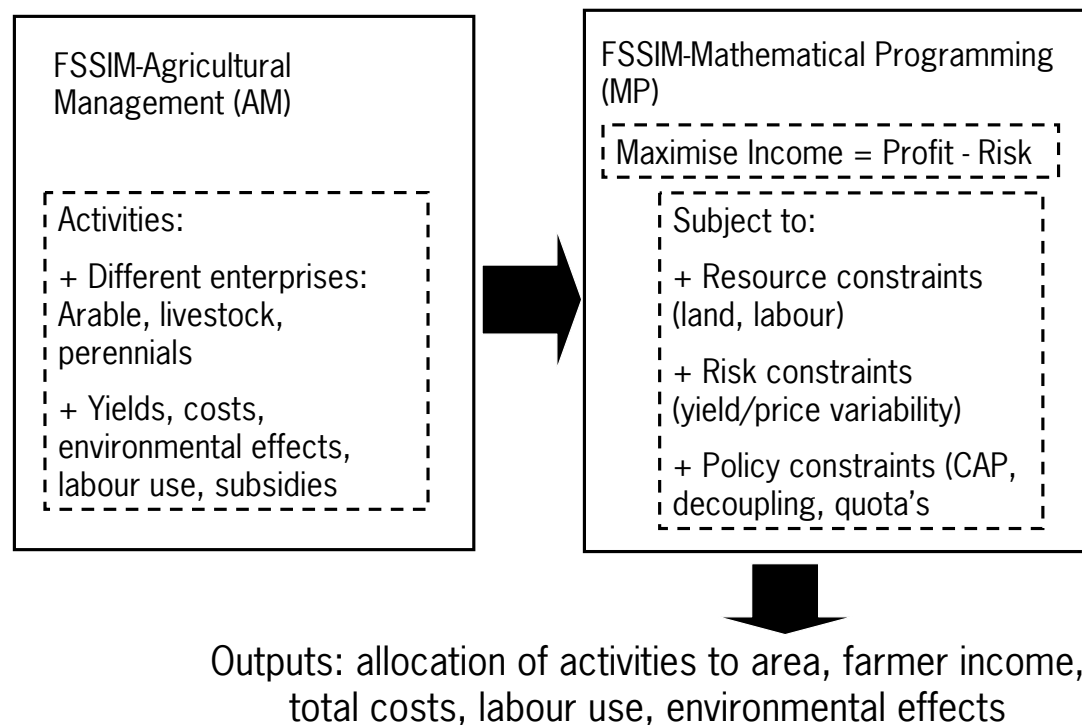 FSSIM-Agricultural
Management (AM)
Activities:
+ Different enterprises:
Arable, livestock,
perennials
+ Yields, costs,
environmental effects,
labour use, subsidies
FSSIM-Mathematical Programming
(MP)
Maximise Income = Profit - Risk
Subject to:
+ Resource constraints
(land, labour)
+ Risk constraints
(yield/price variability)
+ Policy constraints (CAP,
decoupling, quota's
Outputs: allocation of activities to area, farmer income,
total costs, labour use, environmental effects